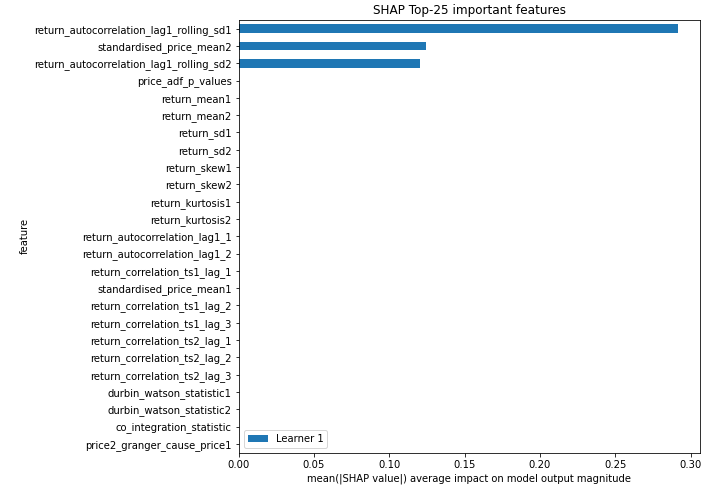 SHAP Top-25 important features
return_autocorrelation_lag1_rolling_sd1
standardised_price_mean2
return_autocorrelation_lag1_rolling_sd2
price_adf_p_values
return_mean1
return_mean2
return_sd1
return_sd2
return_skew1
return_skew2
return_kurtosis1
return_kurtosis2
return_autocorrelation_lag1_1
return_autocorrelation_lag1_2
return_correlation_ts1_lag_1
standardised_price_mean1
return_correlation_ts1_lag_2
return_correlation_ts1_lag_3
return_correlation_ts2_lag_1
return_correlation_ts2_lag_2
return_correlation_ts2_lag_3
durbin_watson_statistic1
durbin_watson_statistic2
co_integration_statistic
price2_granger_cause_price1
feature
Learner 1
0.00 0.05 0.10 0.15 0.20 0.25 0.30
mean(|SHAP value|) average impact on model output magnitude